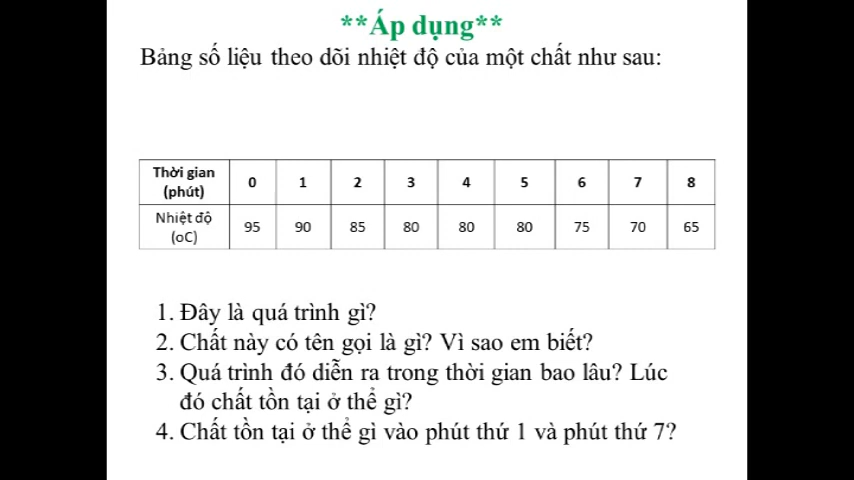 **Áp dụng**
Bảng số liệu theo dõi nhiệt độ của một chất như sau:
Thời gian (phút) 0 1 2 3 4 5 6 7 8
Nhiệt độ (oC) 95 90 85 80 80 80 75 70 65
1. Đây là quá trình gì?
2. Chất này có tên gọi là gì? Vì sao em biết?
3. Quá trình đó diễn ra trong thời gian bao lâu? Lúc
đó chất tồn tại ở thể gì?
4. Chất tồn tại ở thể gì vào phút thứ 1 và phút thứ 7?